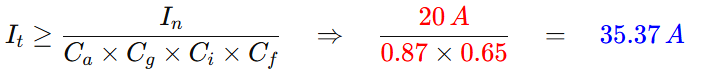 I_t ≥ I_n / (C_a × C_g × C_i × C_f) ⇒ 20 A / (0.87 × 0.65) = 35.37 A